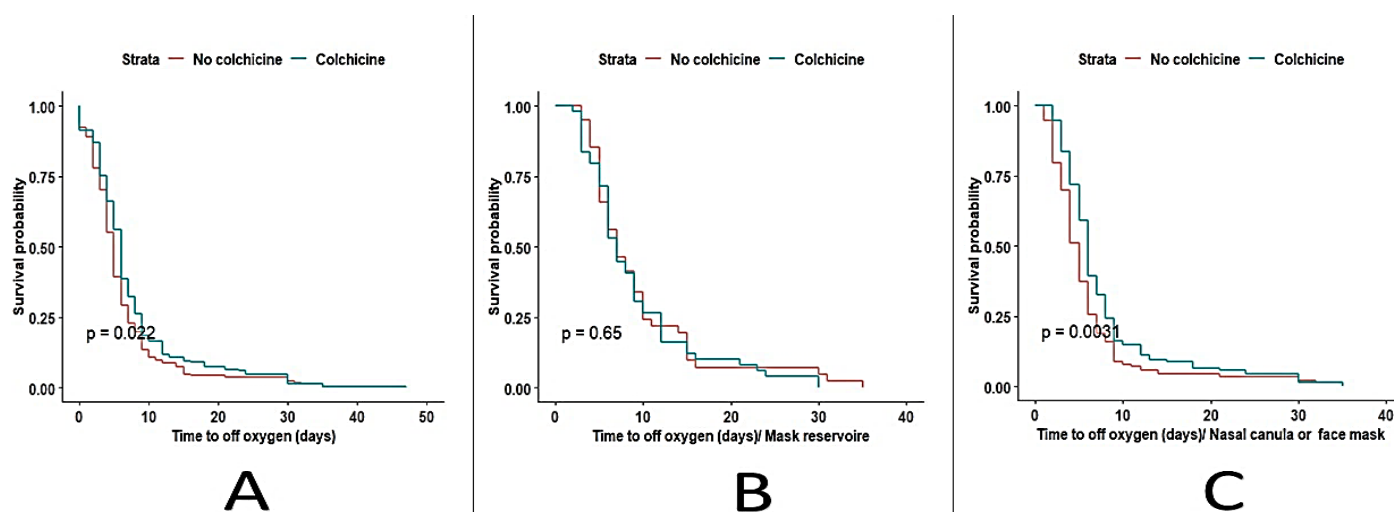 Strata No colchicine Colchicine
Survival probability
1.00
0.75
0.50
0.25
0.00
p = 0.022
0 10 20 30 40 50
Time to off oxygen (days)
A
Strata No colchicine Colchicine
Survival probability
1.00
0.75
0.50
0.25
0.00
p = 0.65
0 10 20 30 40
Time to off oxygen (days)/ Mask reservoire
B
Strata No colchicine Colchicine
Survival probability
1.00
0.75
0.50
0.25
0.00
p = 0.0031
0 10 20 30 40
Time to off oxygen (days)/ Nasal canula or face mask
C